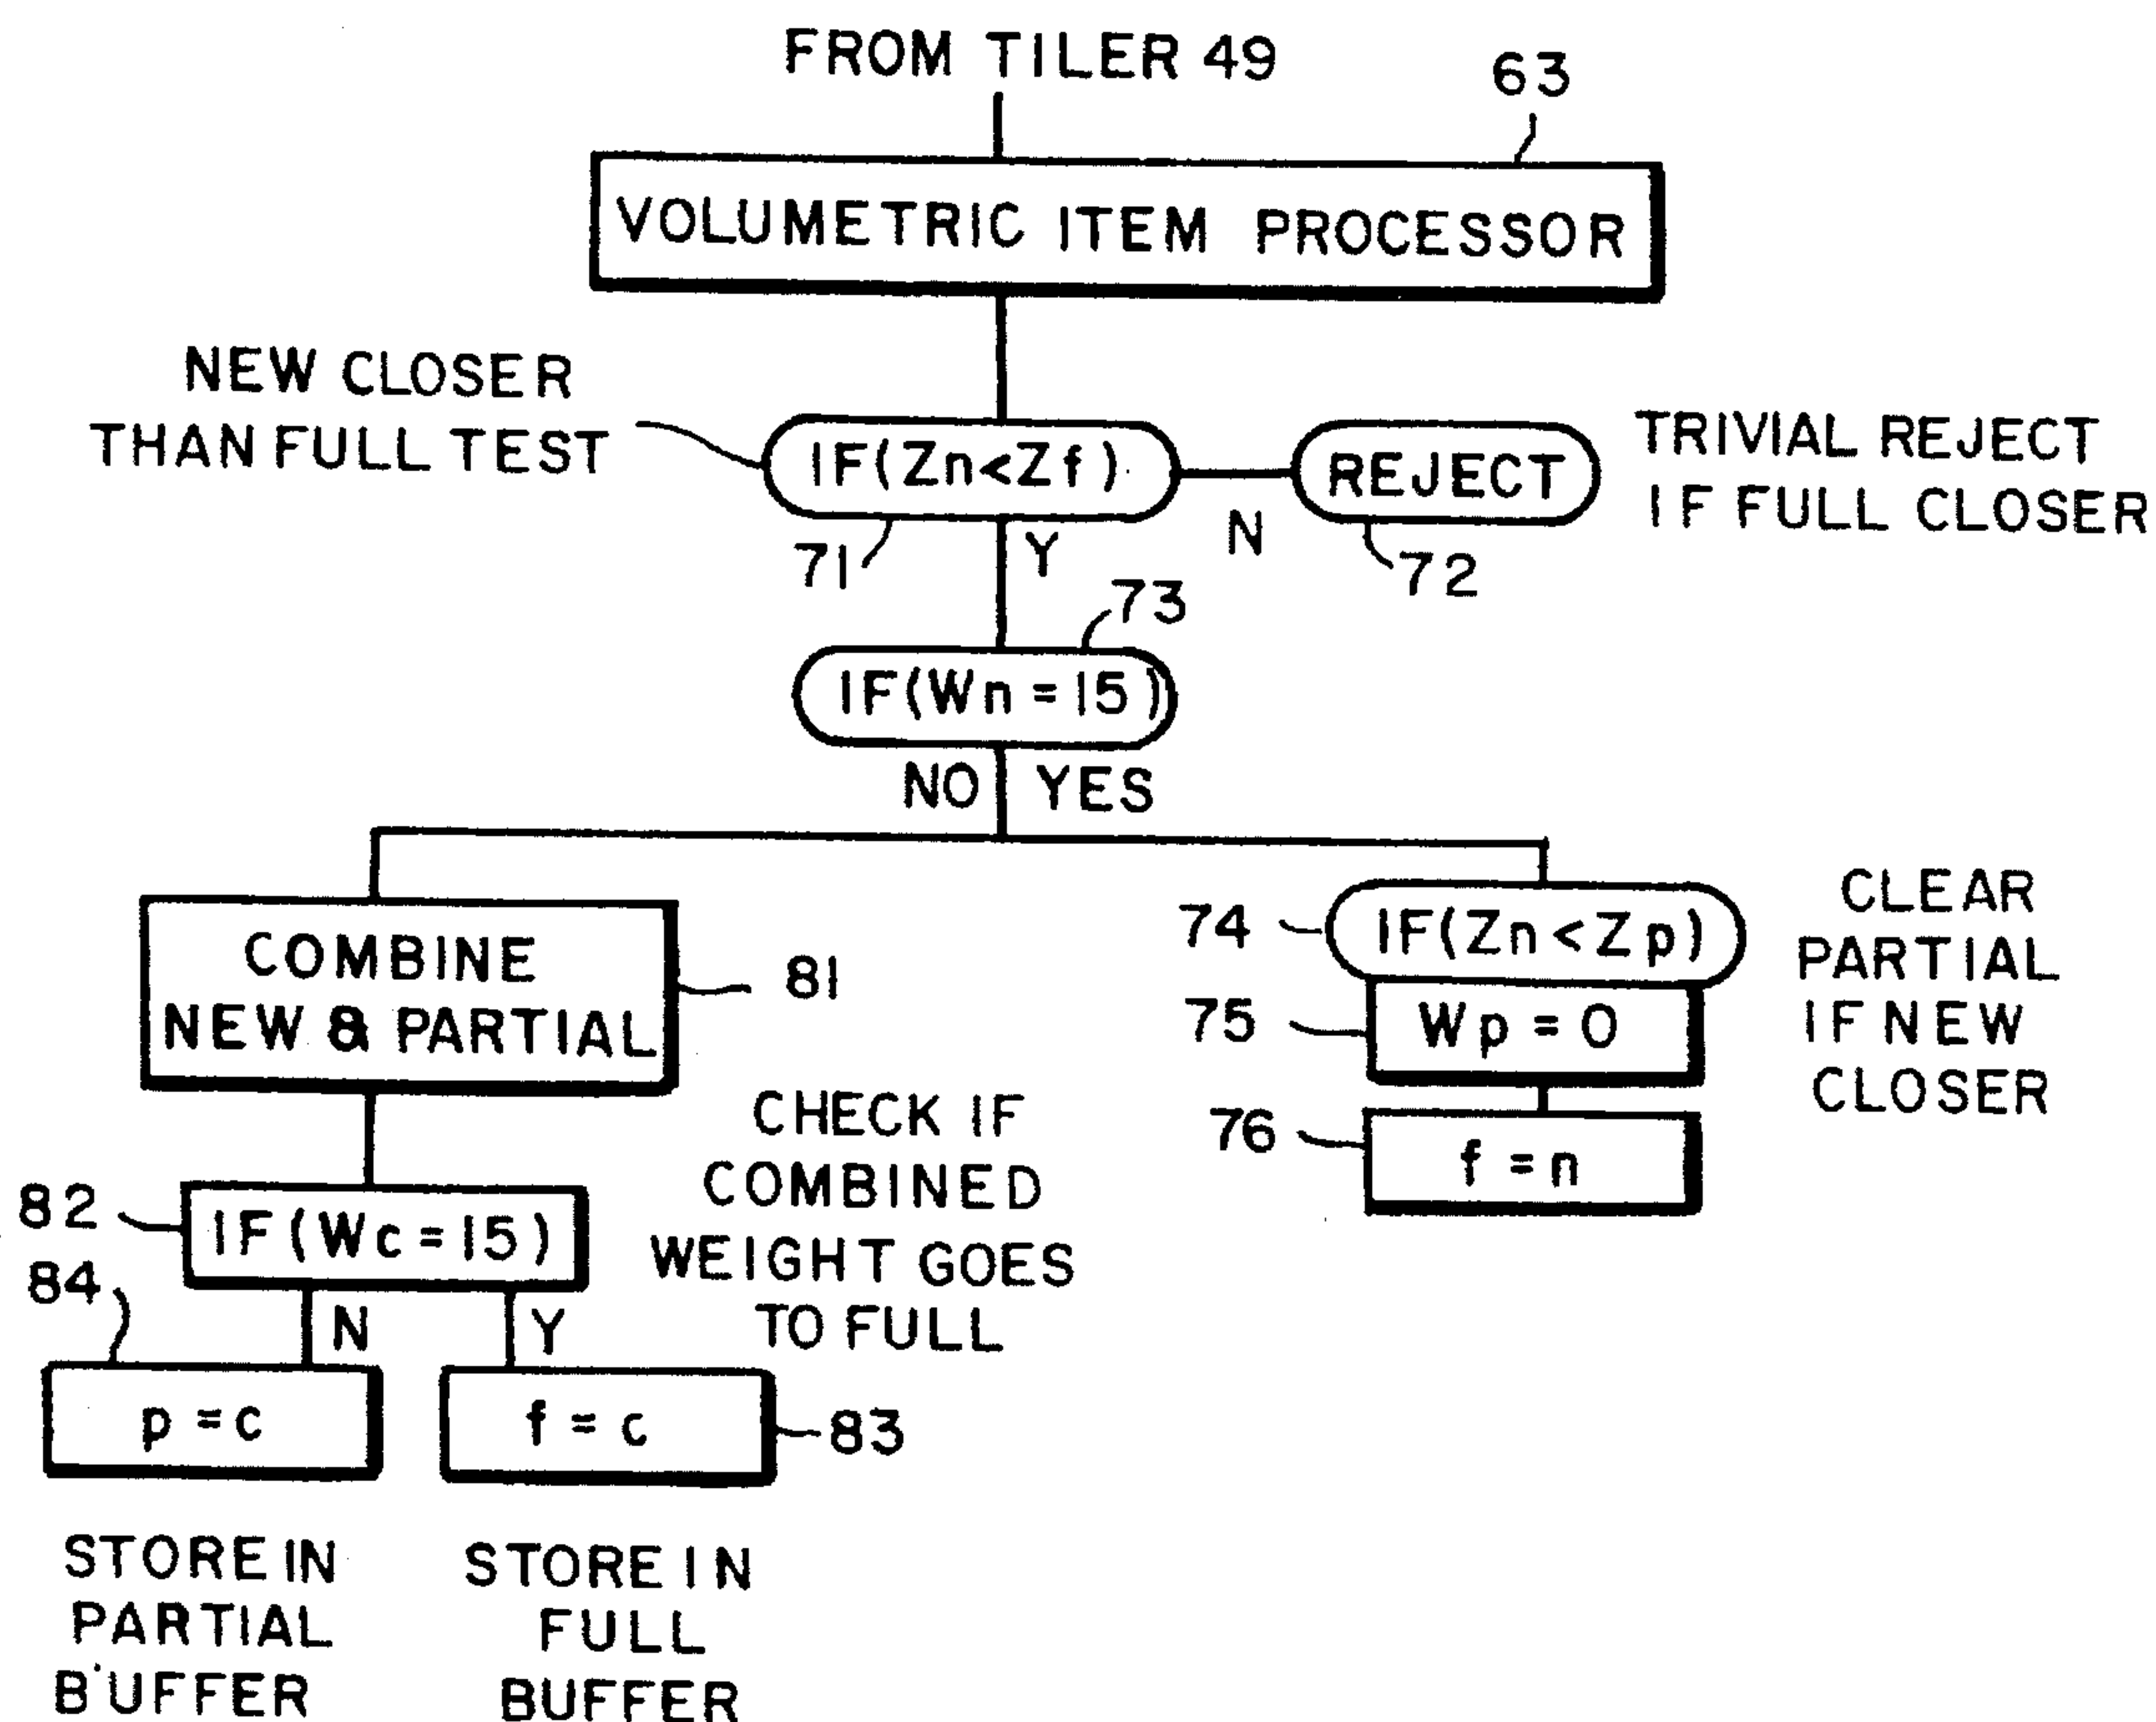 FROM TILER 49
63
VOLUMETRIC ITEM PROCESSOR
NEW CLOSER
THAN FULL TEST
IF(Zn<Zf)
REJECT
TRIVIAL REJECT
IF FULL CLOSER
71
Y
N
72
73
IF(Wn=15)
NO
YES
COMBINE
NEW & PARTIAL
81
74
IF(Zn<Zp)
75
Wp=0
76
f=n
CLEAR
PARTIAL
IF NEW
CLOSER
CHECK IF
COMBINED
WEIGHT GOES
TO FULL
82
IF(Wc=15)
84
N
Y
p=c
f=c
83
STORE IN
PARTIAL
BUFFER
STORE IN
FULL
BUFFER